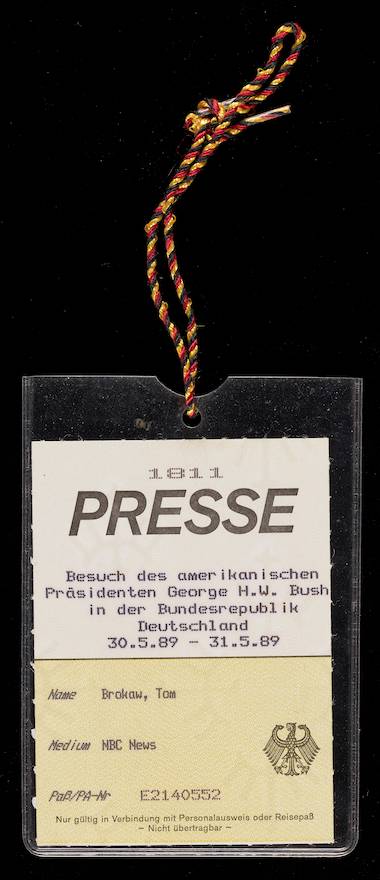 1811
PRESSE
Besuch des amerikanischen
Präsidenten George H.W. Bush
in der Bundesrepublik
Deutschland
30.5.89 - 31.5.89
Name Brokaw, Tom
Medium NBC News
Paß/PA-Nr E2140552
Nur gültig in Verbindung mit Personalausweis oder Reisepaß
– Nicht übertragbar –